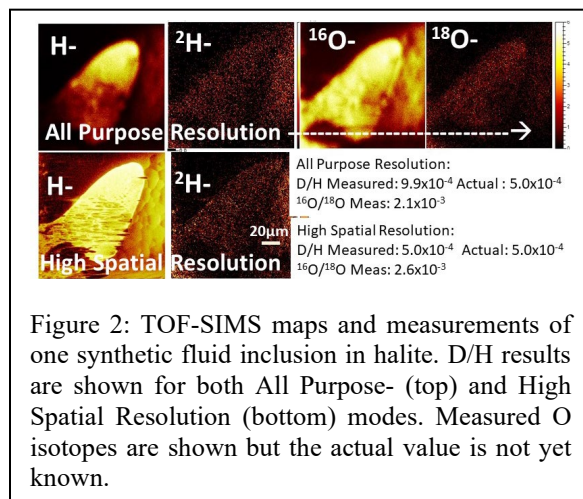 H- ²H- ¹⁶O- ¹⁸O-
All Purpose Resolution
H- ²H-
20µm
High Spatial Resolution
All Purpose Resolution:
D/H Measured: 9.9x10⁻⁴ Actual : 5.0x10⁻⁴
¹⁶O/¹⁸O Meas: 2.1x10⁻³
High Spatial Resolution:
D/H Measured: 5.0x10⁻⁴ Actual: 5.0x10⁻⁴
¹⁶O/¹⁸O Meas: 2.6x10⁻³
Figure 2: TOF-SIMS maps and measurements of
one synthetic fluid inclusion in halite. D/H results
are shown for both All Purpose- (top) and High
Spatial Resolution (bottom) modes. Measured O
isotopes are shown but the actual value is not yet
known.